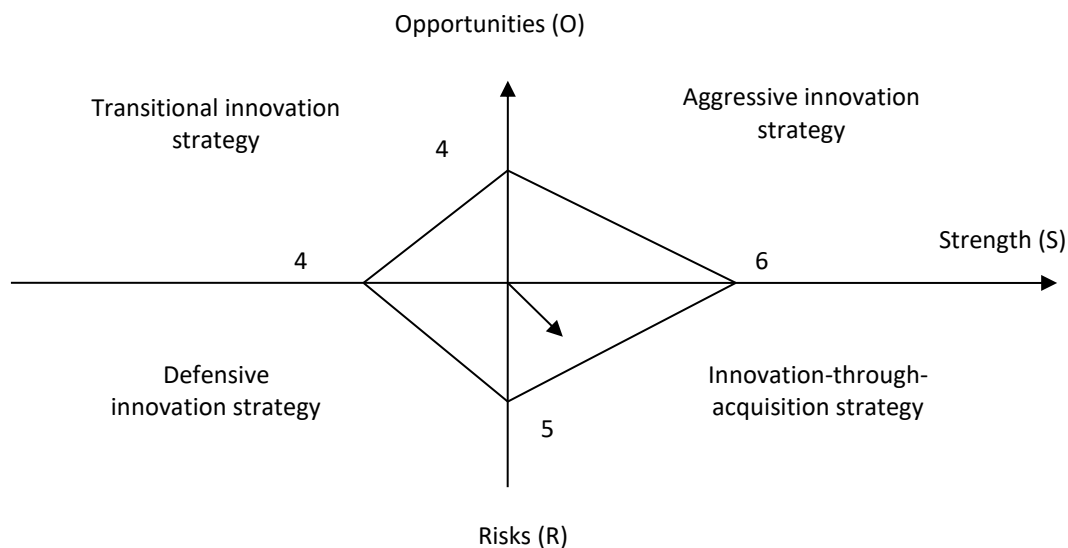 Opportunities (O)
Transitional innovation
strategy
Aggressive innovation
strategy
4
Strength (S)
4
6
Defensive
innovation strategy
Innovation-through-
acquisition strategy
5
Risks (R)